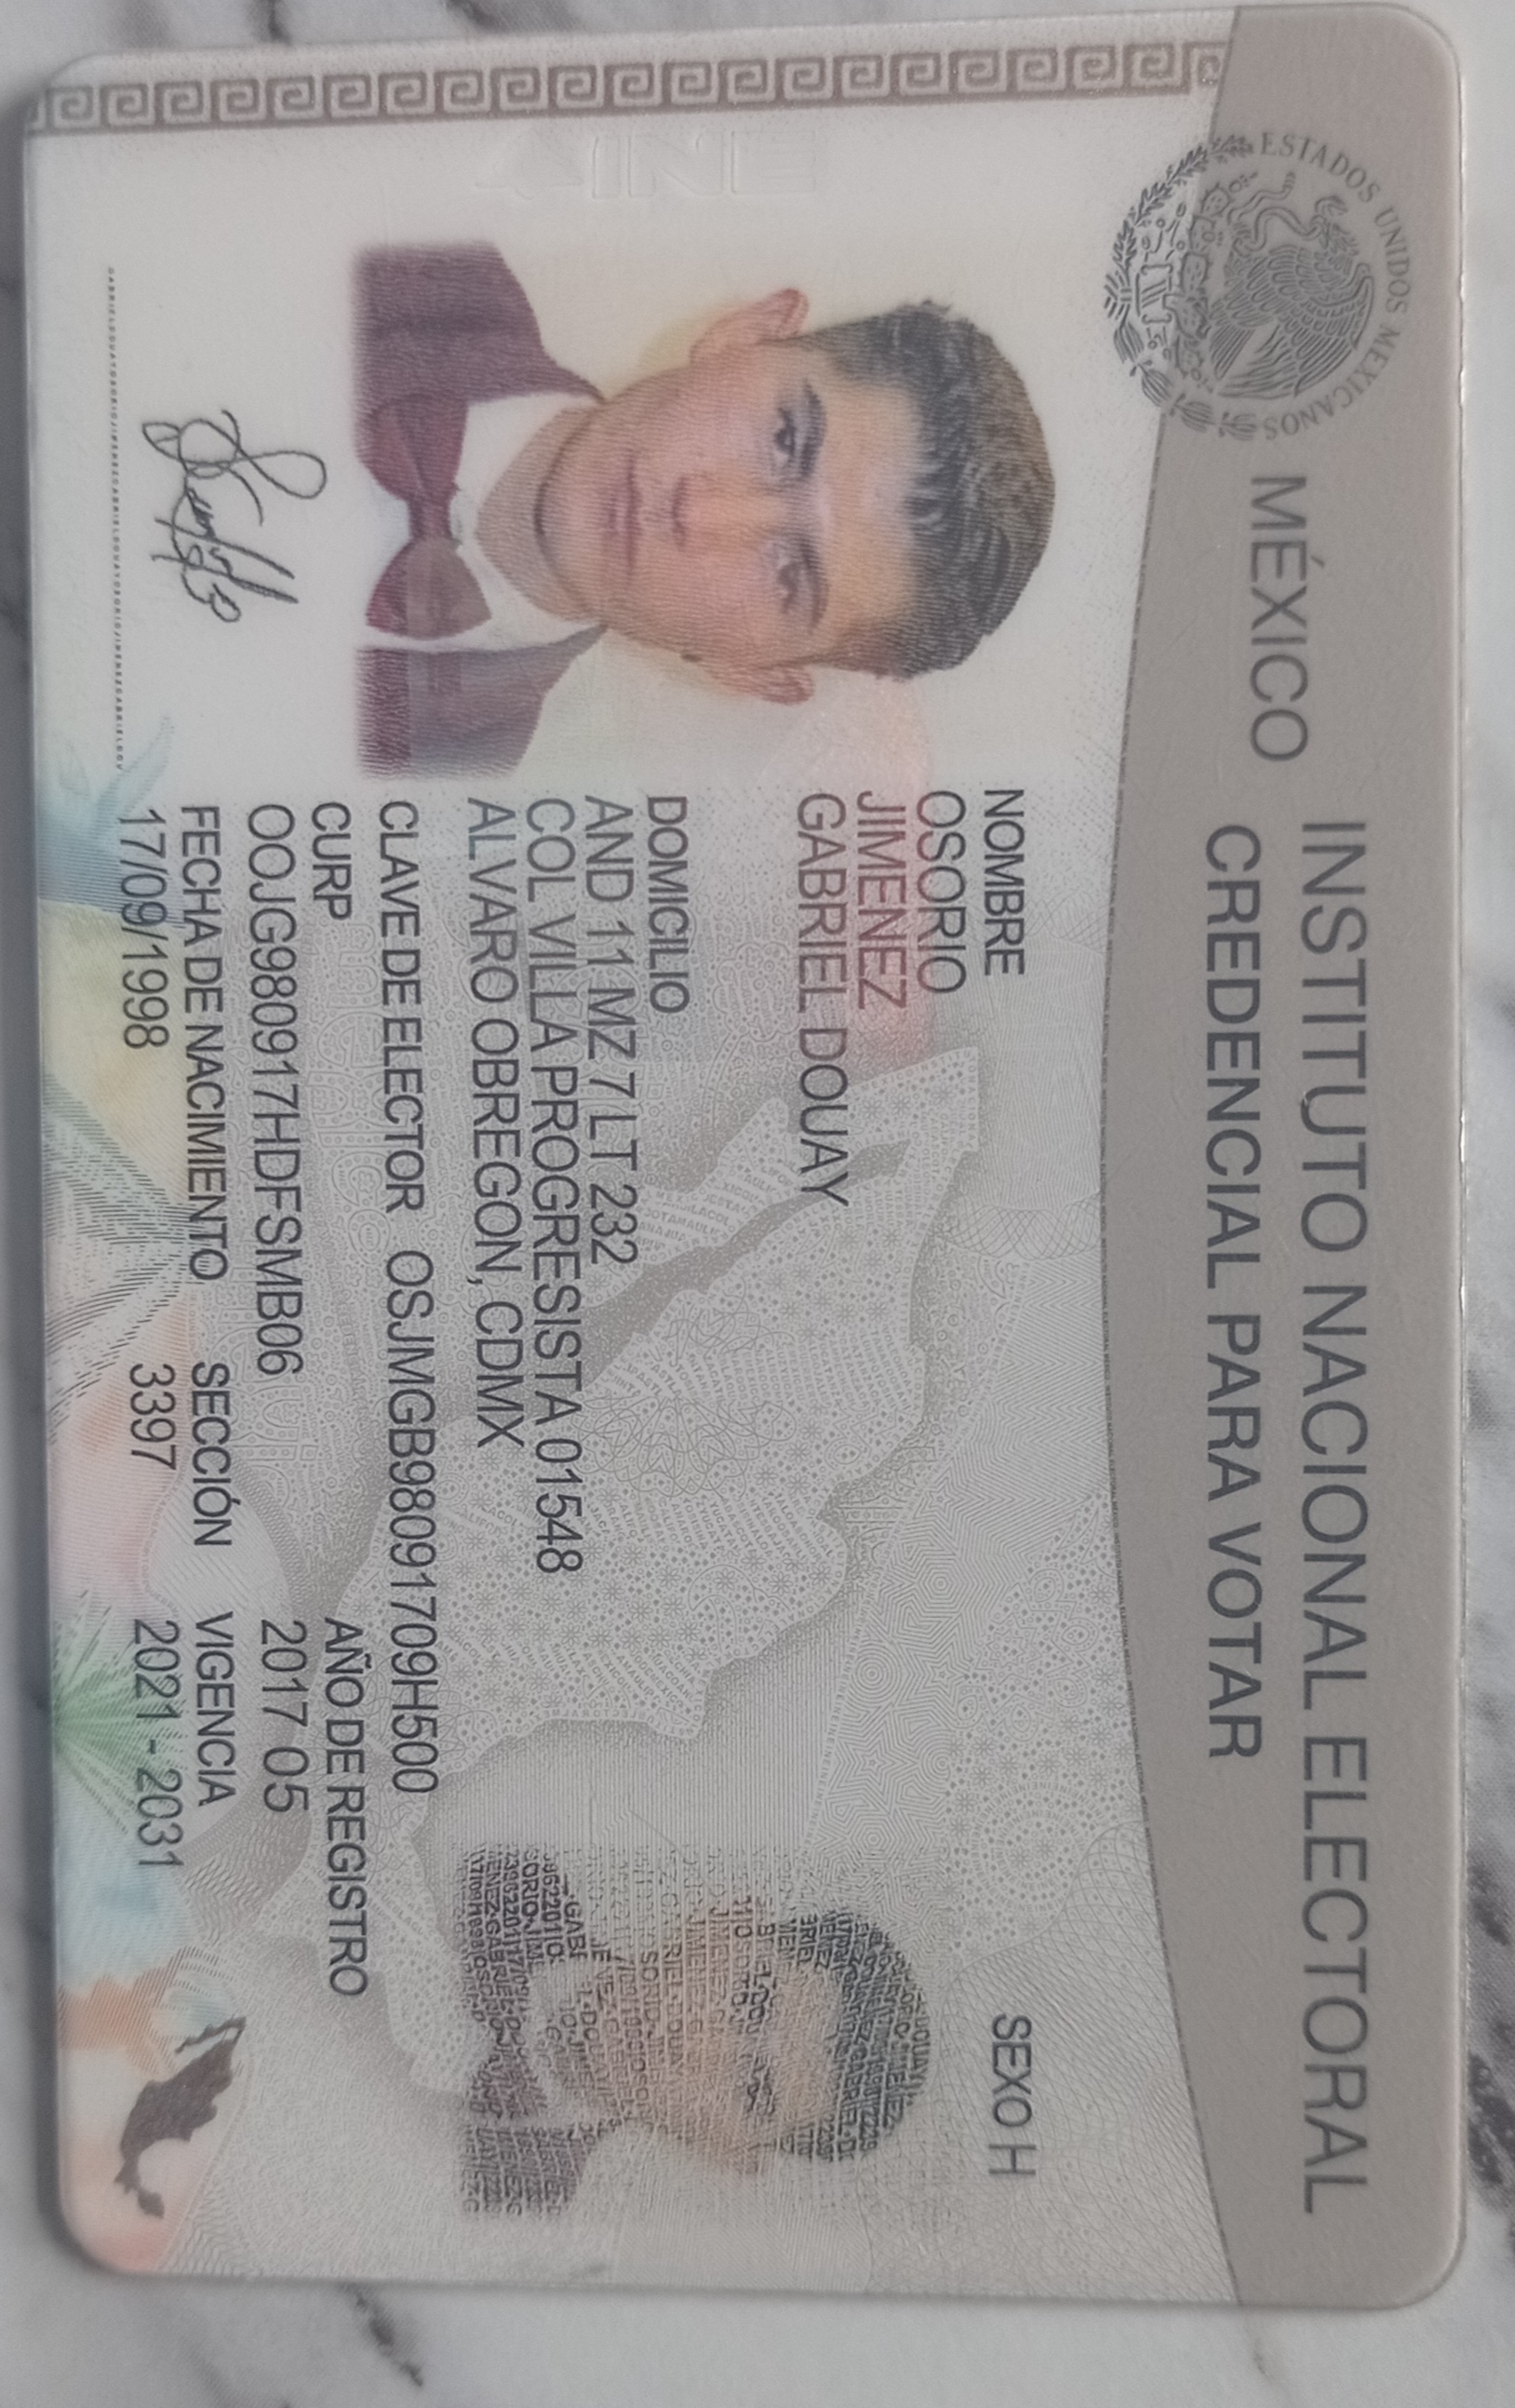 ESTADOS UNIDOS MEXICANOS
MÉXICO INSTITUTO NACIONAL ELECTORAL
CREDENCIAL PARA VOTAR
INE
NOMBRE
OSORIO
JIMENEZ
GABRIEL DOUAY
SEXO H
DOMICILIO
AND 11 MZ 7 LT 232
COL VILLA PROGRESISTA 01548
ALVARO OBREGON, CDMX
CLAVE DE ELECTOR OSJMGB98091709H500
CURP
OOJG980917HDFSMB06
AÑO DE REGISTRO
2017 05
FECHA DE NACIMIENTO
17/09/1998
SECCIÓN
3397
VIGENCIA
2021 - 2031